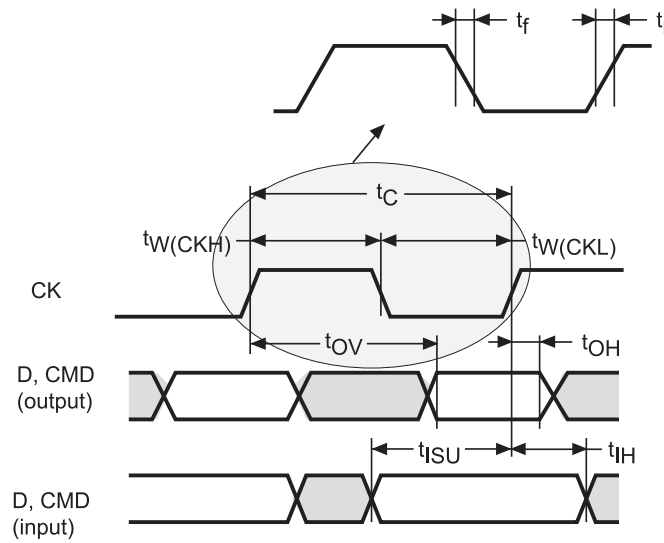 tf
tC
tW(CKH)
tW(CKL)
CK
tOV
tOH
D, CMD
(output)
tISU
tIH
D, CMD
(input)